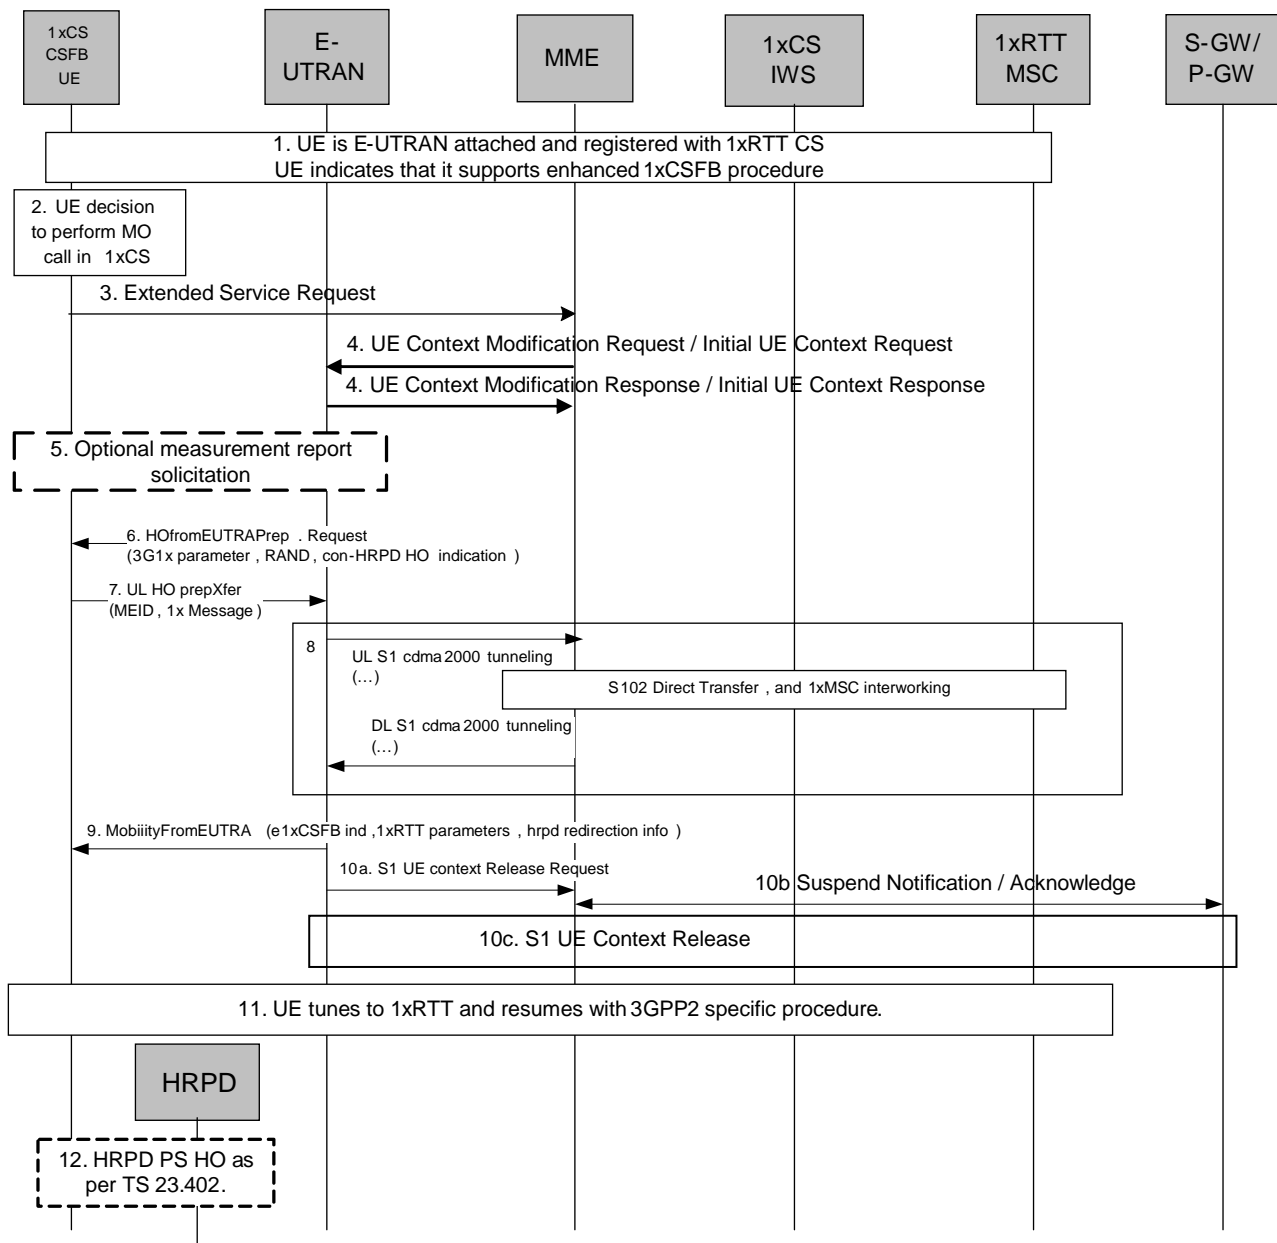 1xCS
CSFB
UE
E-
UTRAN
MME
1xCS
IWS
1xRTT
MSC
S-GW/
P-GW
1. UE is E-UTRAN attached and registered with 1xRTT CS
UE indicates that it supports enhanced 1xCSFB procedure
2. UE decision
to perform MO
call in 1xCS
3. Extended Service Request
4. UE Context Modification Request / Initial UE Context Request
4. UE Context Modification Response / Initial UE Context Response
5. Optional measurement report
solicitation
6. HOfromEUTRAPrep . Request
(3G1x parameter , RAND , con-HRPD HO indication )
7. UL HO prepXfer
(MEID , 1x Message )
8
UL S1 cdma 2000 tunneling
(...)
S102 Direct Transfer , and 1xMSC interworking
DL S1 cdma 2000 tunneling
(...)
9. MobiiityFromEUTRA (e1xCSFB ind ,1xRTT parameters , hrpd redirection info )
10a. S1 UE context Release Request
10b Suspend Notification / Acknowledge
10c. S1 UE Context Release
11. UE tunes to 1xRTT and resumes with 3GPP2 specific procedure.
HRPD
12. HRPD PS HO as
per TS 23.402.